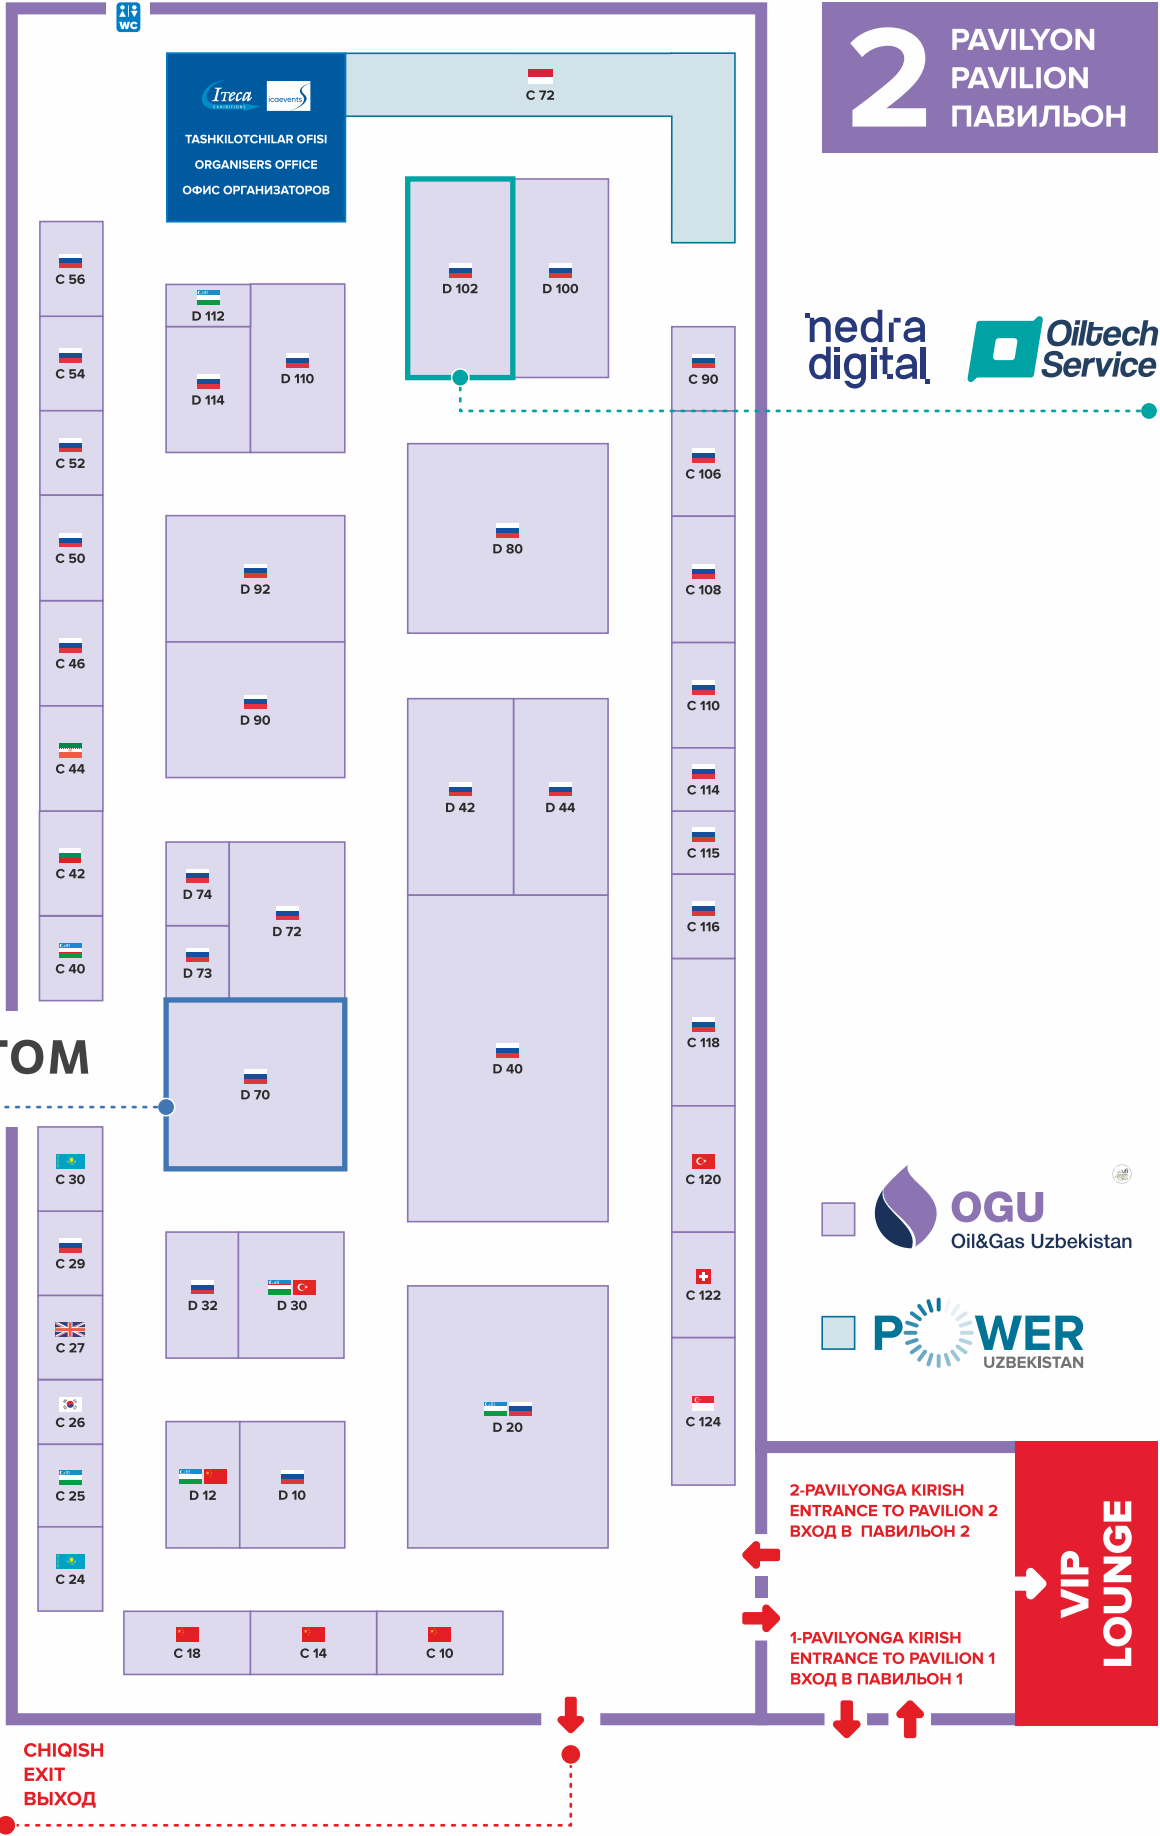 WC
2
PAVILYON
PAVILION
ПАВИЛЬОН
ITECA
EXHIBITIONS
icaevents
TASHKILOTCHILAR OFISI
ORGANISERS OFFICE
ОФИС ОРГАНИЗАТОРОВ
C 72
D 102
D 100
C 56
C 54
C 52
C 50
C 46
C 44
C 42
C 40
D 112
D 114
D 110
nedra
digital
Oiltech
Service
C 90
C 106
C 108
C 110
C 114
C 115
C 116
C 118
C 120
C 122
C 124
D 80
D 92
D 90
D 42
D 44
D 74
D 73
D 72
D 40
ТОМ
D 70
C 30
C 29
C 27
C 26
C 25
C 24
D 32
D 30
D 20
D 12
D 10
C 18
C 14
C 10
OGU
Oil&Gas Uzbekistan
ufi
POWER
UZBEKISTAN
2-PAVILYONGA KIRISH
ENTRANCE TO PAVILION 2
ВХОД В ПАВИЛЬОН 2
1-PAVILYONGA KIRISH
ENTRANCE TO PAVILION 1
ВХОД В ПАВИЛЬОН 1
VIP
LOUNGE
CHIQISH
EXIT
ВЫХОД